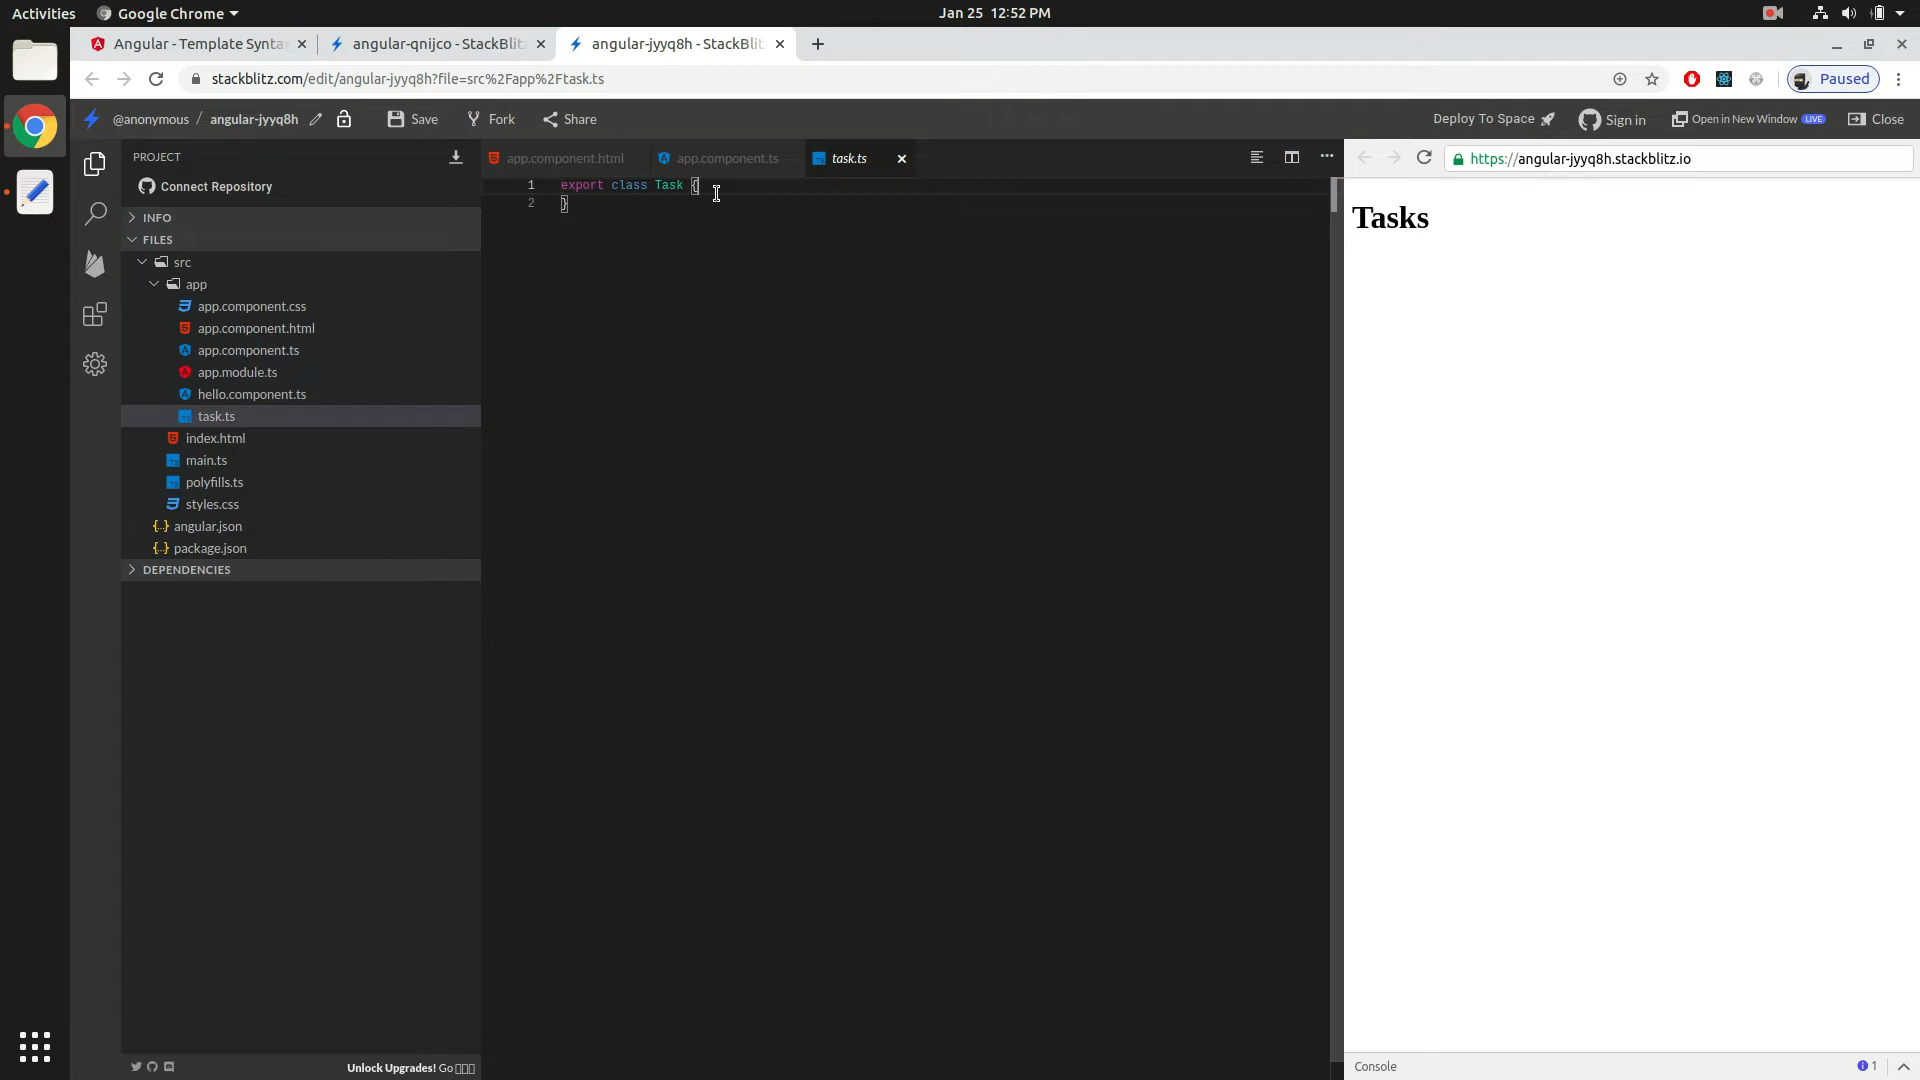 Activities
Google Chrome
Jan 25 12:52 PM
Angular - Template Synta
angular-qnijco - StackBlitz
angular-jyyq8h - StackBlit
stackblitz.com/edit/angular-jyyq8h?file=src%2Fapp%2Ftask.ts
Paused
@anonymous / angular-jyyq8h
Save
Fork
Share
Deploy To Space
Sign in
Open in New Window LIVE
Close
PROJECT
Connect Repository
INFO
FILES
src
app
app.component.css
app.component.html
app.component.ts
app.module.ts
hello.component.ts
task.ts
index.html
main.ts
polyfills.ts
styles.css
{..} angular.json
{..} package.json
DEPENDENCIES
Unlock Upgrades! Go
app.component.html
app.component.ts
task.ts
1 export class Task {
2 }
https://angular-jyyq8h.stackblitz.io
Tasks
Console
1